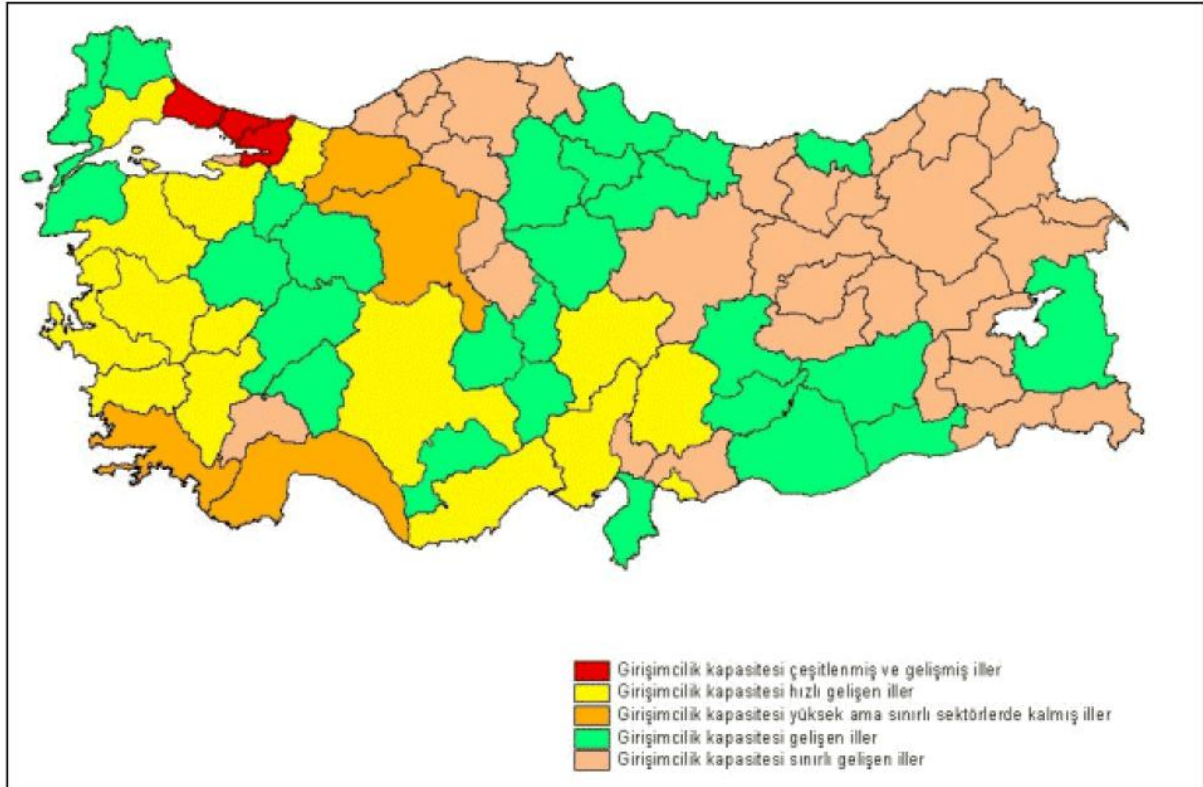 Girişimcilik kapasitesi çeşitlenmiş ve gelişmiş iller
Girişimcilik kapasitesi hızlı gelişen iller
Girişimcilik kapasitesi yüksek ama sınırlı sektörlerde kalmış iller
Girişimcilik kapasitesi gelişen iller
Girişimcilik kapasitesi sınırlı gelişen iller